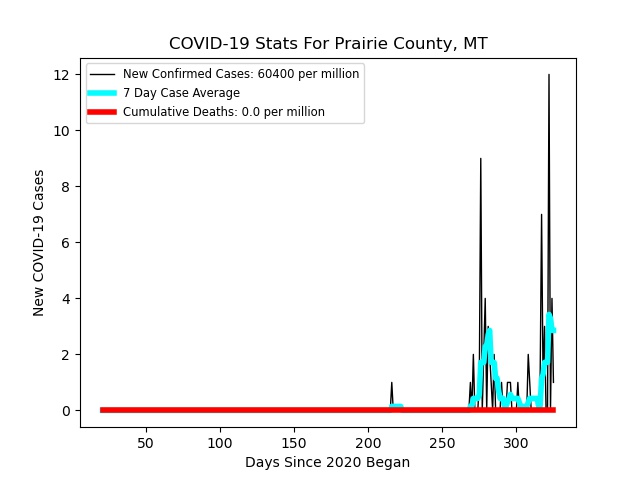 COVID-19 Stats For Prairie County, MT
New Confirmed Cases: 60400 per million
7 Day Case Average
Cumulative Deaths: 0.0 per million
New COVID-19 Cases
12
10
8
6
4
2
0
50 100 150 200 250 300
Days Since 2020 Began